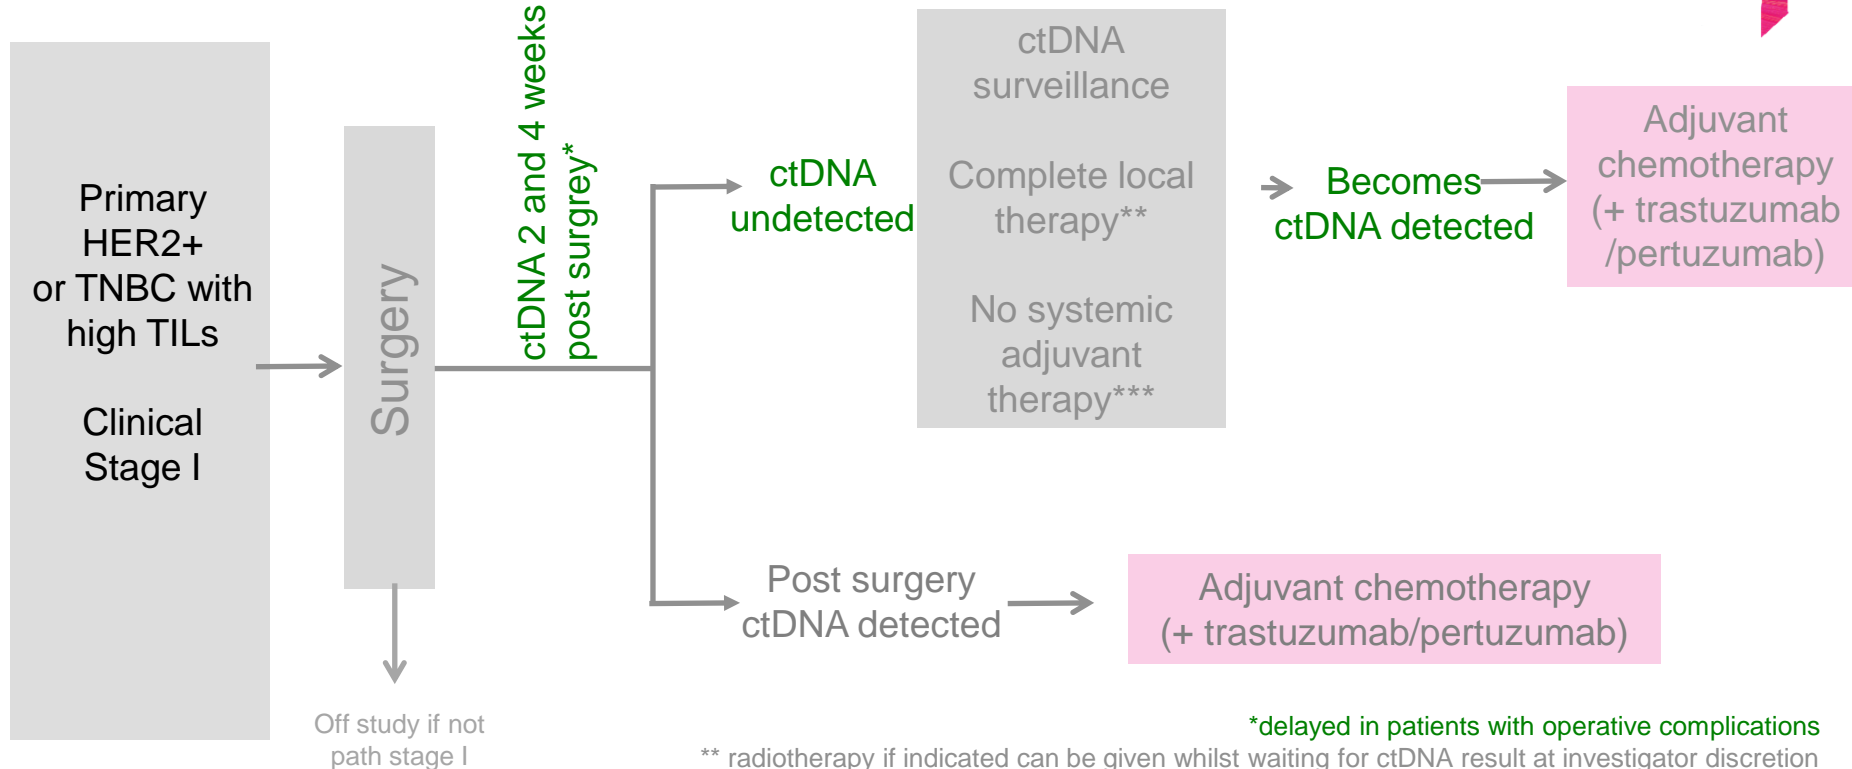 Primary
HER2+
or TNBC with
high TILs
Clinical
Stage I
Surgery
Off study if not
path stage I
ctDNA 2 and 4 weeks
post surgrey*
ctDNA
undetected
ctDNA
surveillance
Complete local
therapy**
No systemic
adjuvant
therapy***
Becomes
ctDNA detected
Adjuvant
chemotherapy
(+ trastuzumab
/pertuzumab)
Post surgery
ctDNA detected
Adjuvant chemotherapy
(+ trastuzumab/pertuzumab)
*delayed in patients with operative complications
** radiotherapy if indicated can be given whilst waiting for ctDNA result at investigator discretion